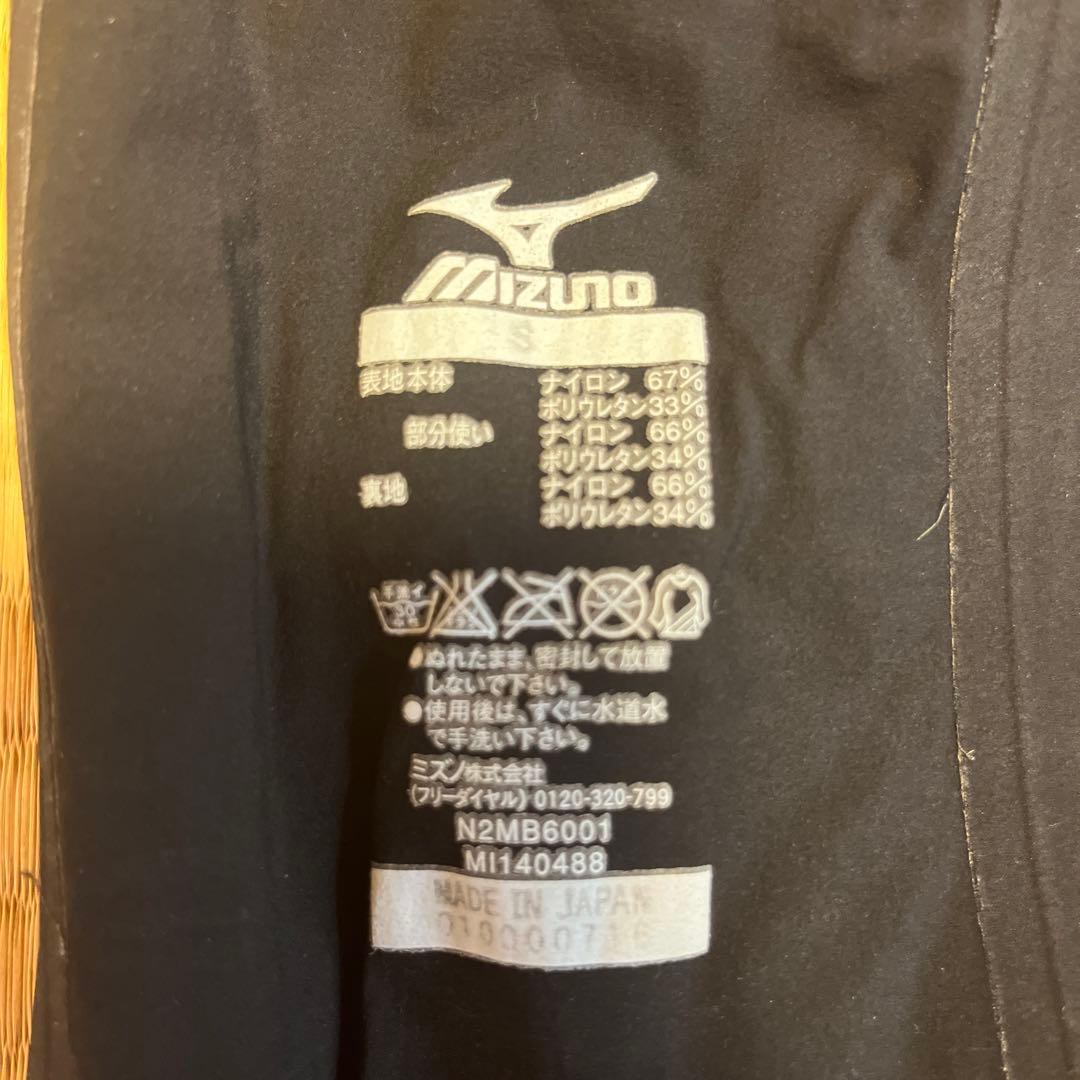 MIZUNO
S
表地本体 ナイロン 67%
ポリウレタン33%
部分使い ナイロン 66%
ポリウレタン34%
裏地 ナイロン 66%
ポリウレタン34%
手洗イ
30
●ぬれたまま、密封して放置
しないで下さい。
●使用後は、すぐに水道水
で手洗い下さい。
ミズノ株式会社
(フリーダイヤル) 0120-320-799
N2MB6001
MI140488
MADE IN JAPAN